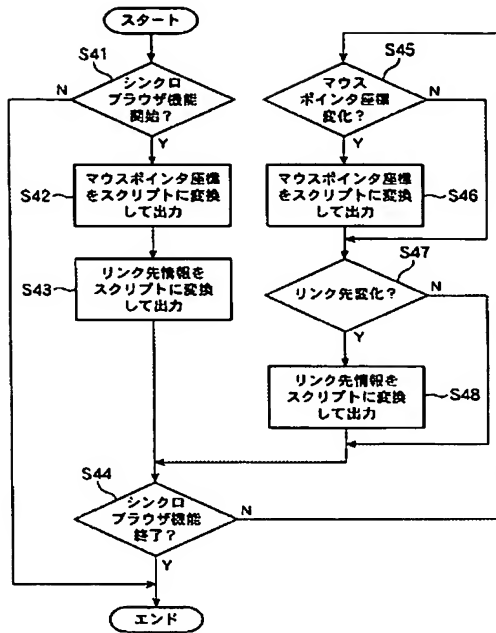 スタート
S41
シンクロ
ブラウザ機能
開始?
N
Y
S42
マウスポインタ座標
をスクリプトに変換
して出力
S43
リンク先情報を
スクリプトに変換
して出力
S44
シンクロ
ブラウザ機能
終了?
N
Y
エンド
S45
マウス
ポインタ座標
変化?
N
Y
マウスポインタ座標
をスクリプトに変換
して出力
S46
S47
リンク先変化?
N
Y
リンク先情報を
スクリプトに変換
して出力
S48